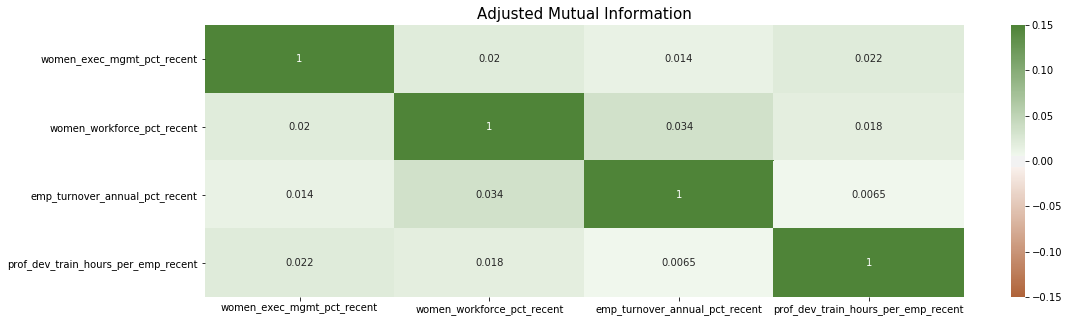 Adjusted Mutual Information
women_exec_mgmt_pct_recent 1 0.02 0.014 0.022
women_workforce_pct_recent 0.02 1 0.034 0.018
emp_turnover_annual_pct_recent 0.014 0.034 1 0.0065
prof_dev_train_hours_per_emp_recent 0.022 0.018 0.0065 1
women_exec_mgmt_pct_recent women_workforce_pct_recent emp_turnover_annual_pct_recent prof_dev_train_hours_per_emp_recent
0.15
0.10
0.05
0.00
−0.05
−0.10
−0.15